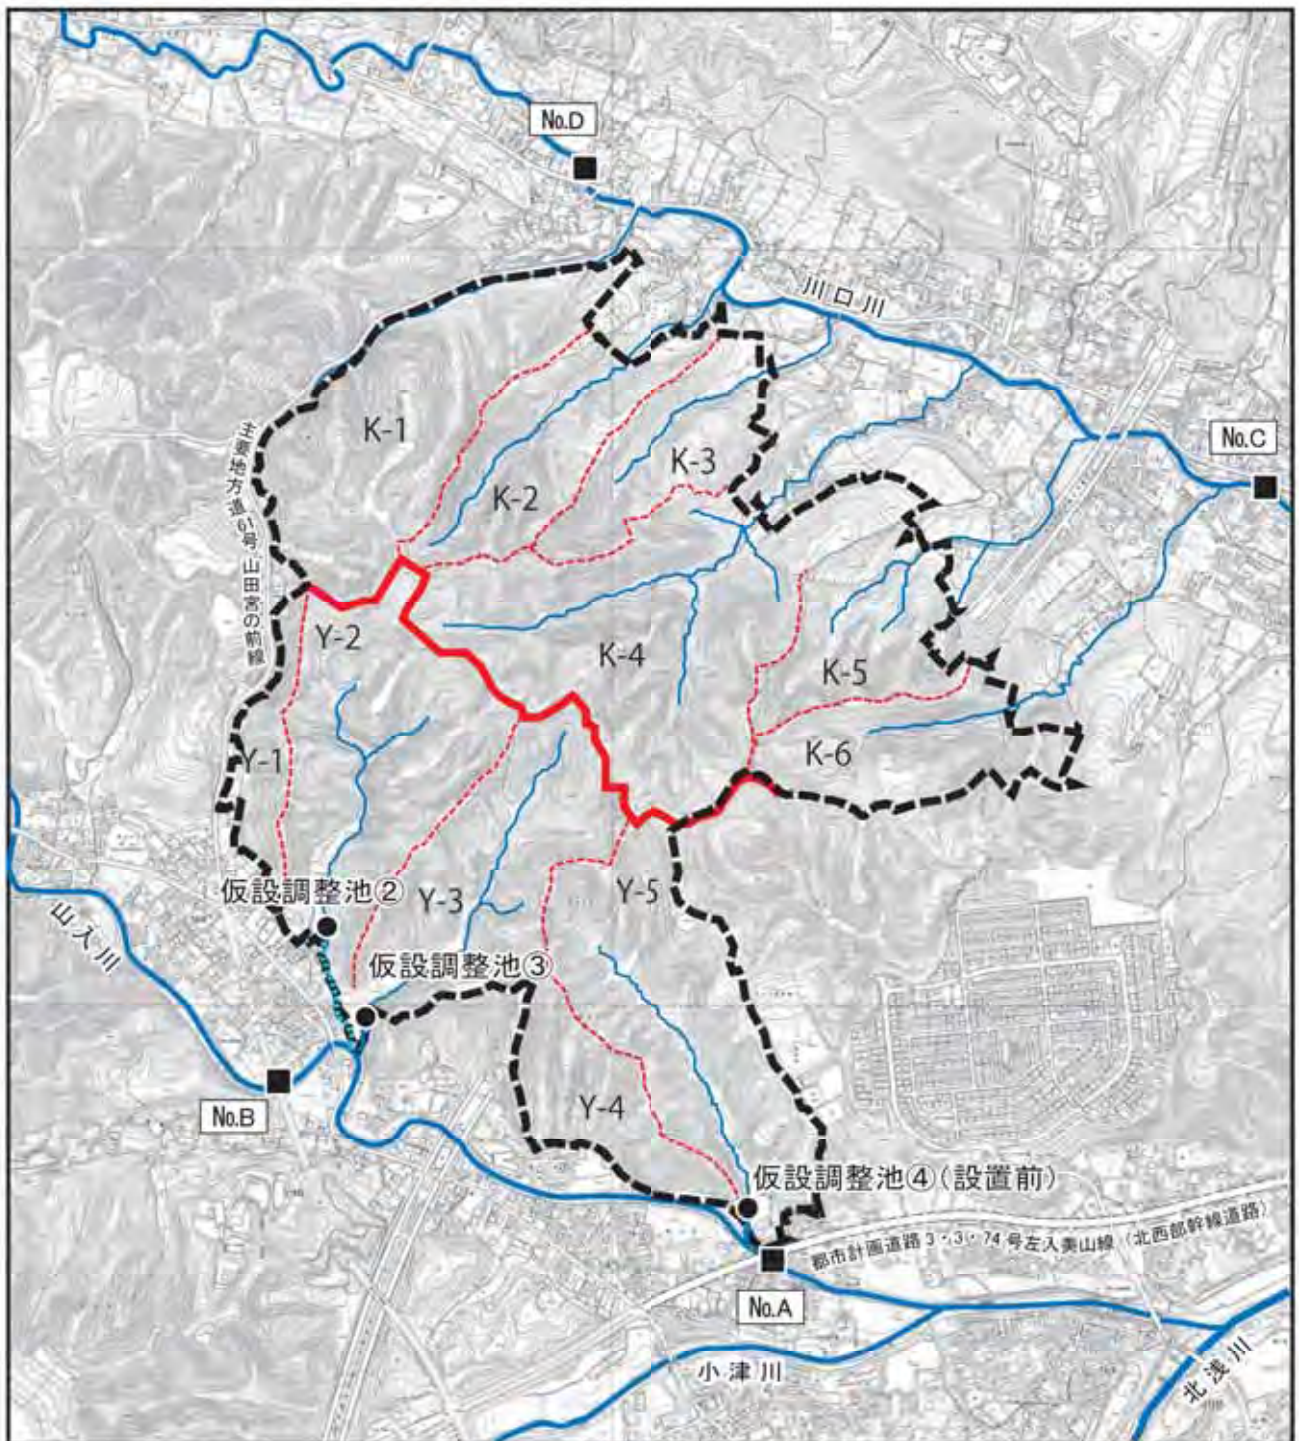 No.D
川口川
No.C
K-1
K-3
K-2
主要地方道61号 山田宮の前線
Y-2
K-4
K-5
Y-1
K-6
仮設調整池②
Y-3
Y-5
山入川
仮設調整池③
Y-4
No.B
仮設調整池④(設置前)
都市計画道路3・3・74号左入美山線(北西部幹線道路)
No.A
小津川
北浅川